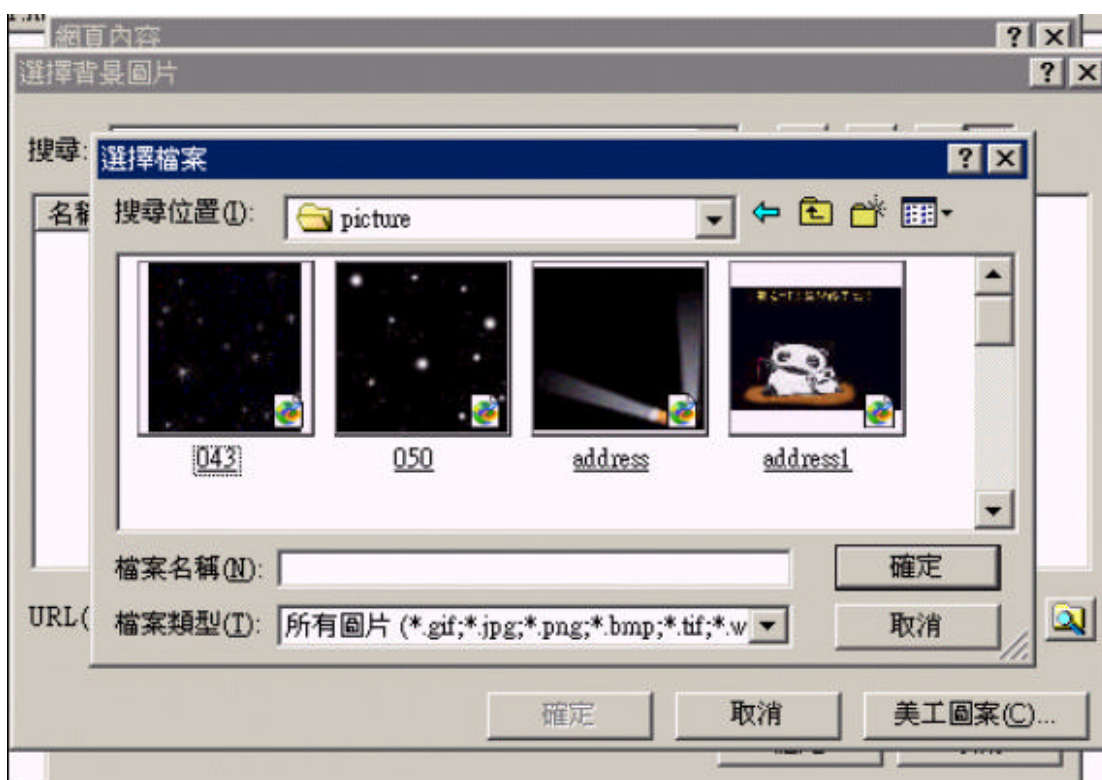 網頁內容
選擇背景圖片
搜尋:
選擇檔案
名稱
搜尋位置(I):
picture
043
050
address
address1
檔案名稱(N):
確定
URL(
檔案類型(T):
所有圖片 (*.gif;*.jpg;*.png;*.bmp;*.tif;*.w
取消
確定
取消
美工圖案(C)...